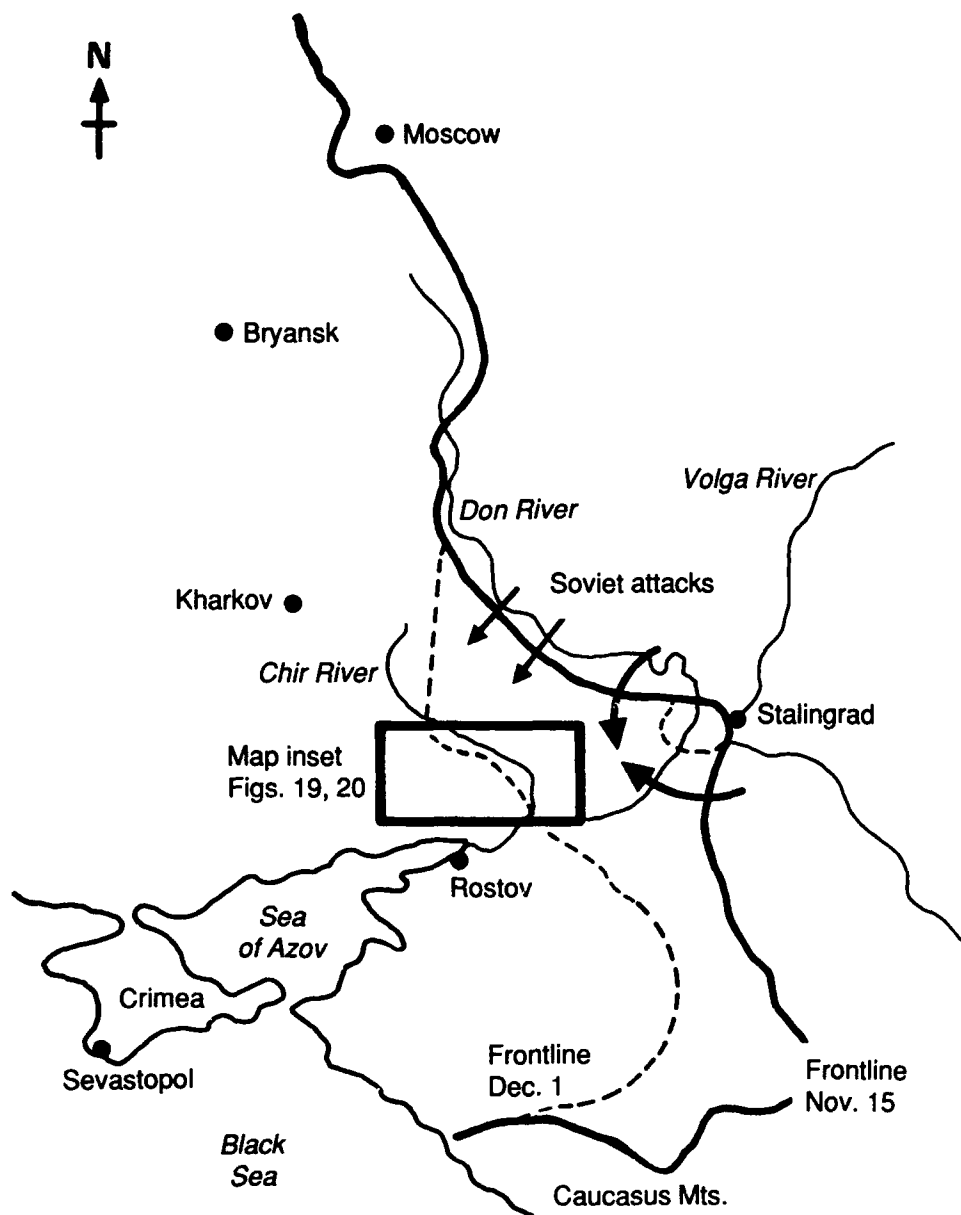 N
Moscow
Bryansk
Volga River
Don River
Soviet attacks
Kharkov
Chir River
Stalingrad
Map inset
Figs. 19, 20
Rostov
Sea
of Azov
Crimea
Sevastopol
Frontline
Dec. 1
Frontline
Nov. 15
Black
Sea
Caucasus Mts.